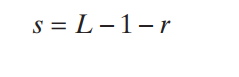 s = L − 1 − r